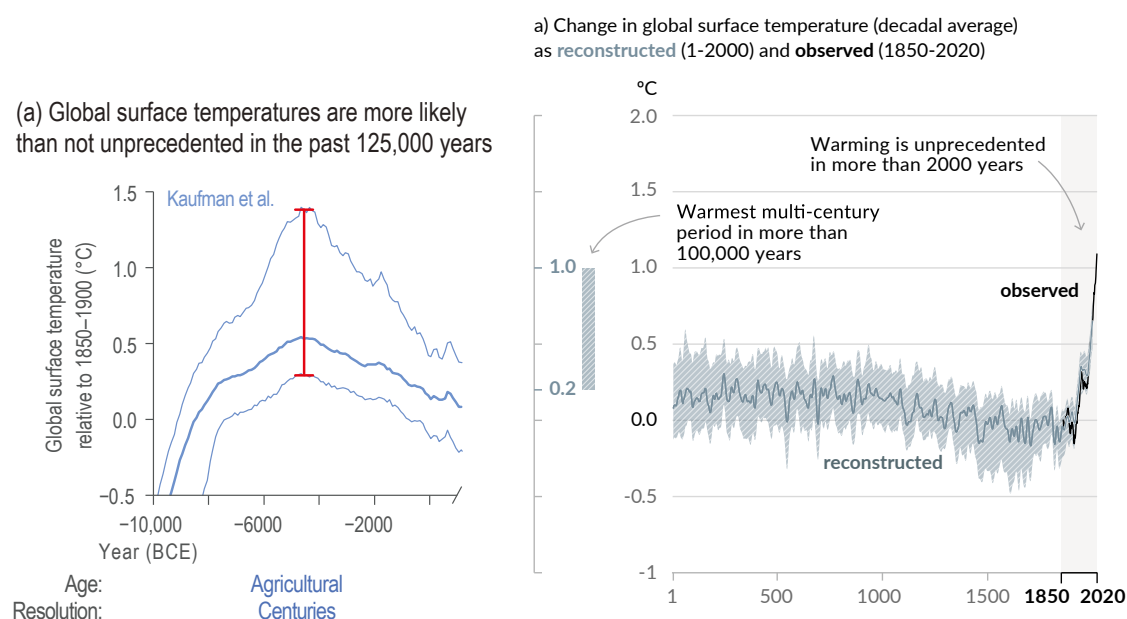 (a) Global surface temperatures are more likely
than not unprecedented in the past 125,000 years
Kaufman et al.
Global surface temperature
relative to 1850–1900 (°C)
1.5
1.0
0.5
0.0
−0.5
−10,000
−6000
−2000
Year (BCE)
Age:
Agricultural
Resolution:
Centuries
a) Change in global surface temperature (decadal average)
as reconstructed (1-2000) and observed (1850-2020)
ºC
2.0
1.5
1.0
0.5
0.0
-0.5
-1
1.0
0.2
Warming is unprecedented
in more than 2000 years
Warmest multi-century
period in more than
100,000 years
observed
reconstructed
1
500
1000
1500
1850
2020